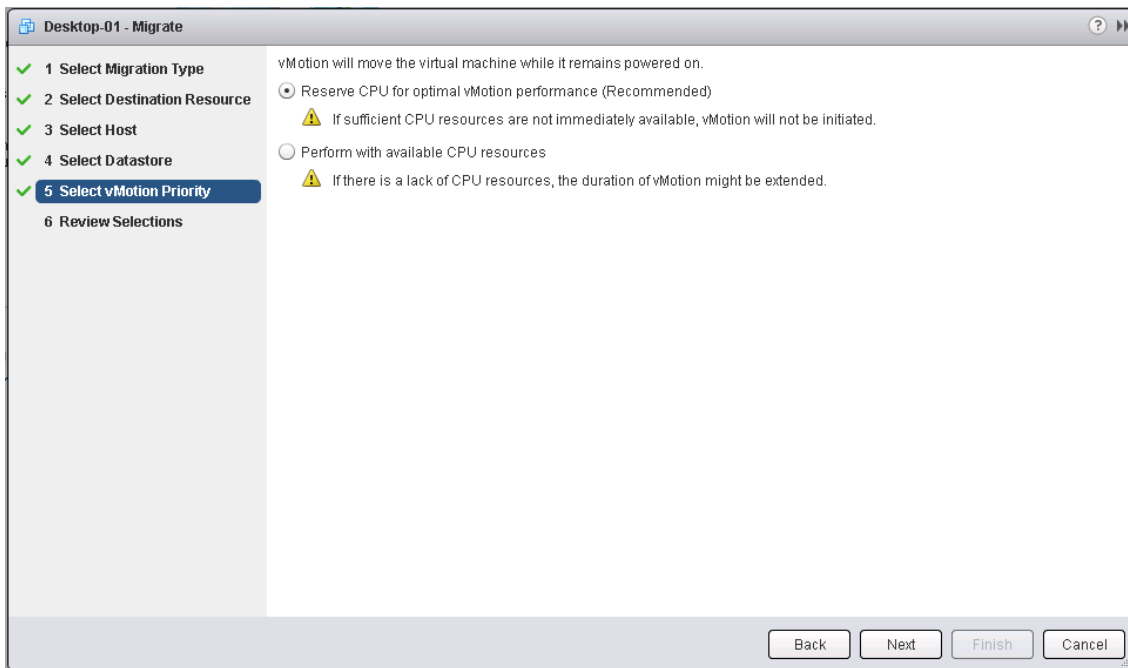 Desktop-01 - Migrate
1 Select Migration Type
2 Select Destination Resource
3 Select Host
4 Select Datastore
5 Select vMotion Priority
6 Review Selections
vMotion will move the virtual machine while it remains powered on.
Reserve CPU for optimal vMotion performance (Recommended)
If sufficient CPU resources are not immediately available, vMotion will not be initiated.
Perform with available CPU resources
If there is a lack of CPU resources, the duration of vMotion might be extended.
Back
Next
Finish
Cancel